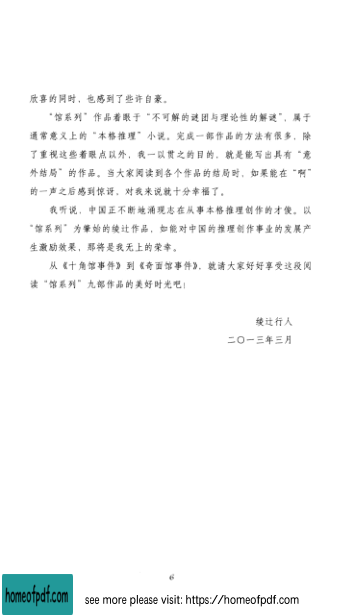 欣喜的同时，也感到了些许自豪。
“馆系列”作品着眼于“不可解的谜团与理论性的解谜”，属于
通常意义上的“本格推理”小说。完成一部作品的方法有很多，除
了重视这些着眼点以外，我一以贯之的目的，就是能写出具有“意
外结局”的作品。当大家阅读到各个作品的结局时，如果能在“啊”
的一声之后感到惊讶，对我来说就十分幸福了。
我听说，中国正不断地涌现志在从事本格推理创作的才俊。以
“馆系列”为肇始的绫辻作品，如能对中国的推理创作事业的发展产
生激励效果，那将是我无上的荣幸。
从《十角馆事件》到《奇面馆事件》，就请大家好好享受这段阅
读“馆系列”九部作品的美好时光吧！
绫辻行人
二〇一三年三月
homeofpdf.com
see more please visit: https://homeofpdf.com